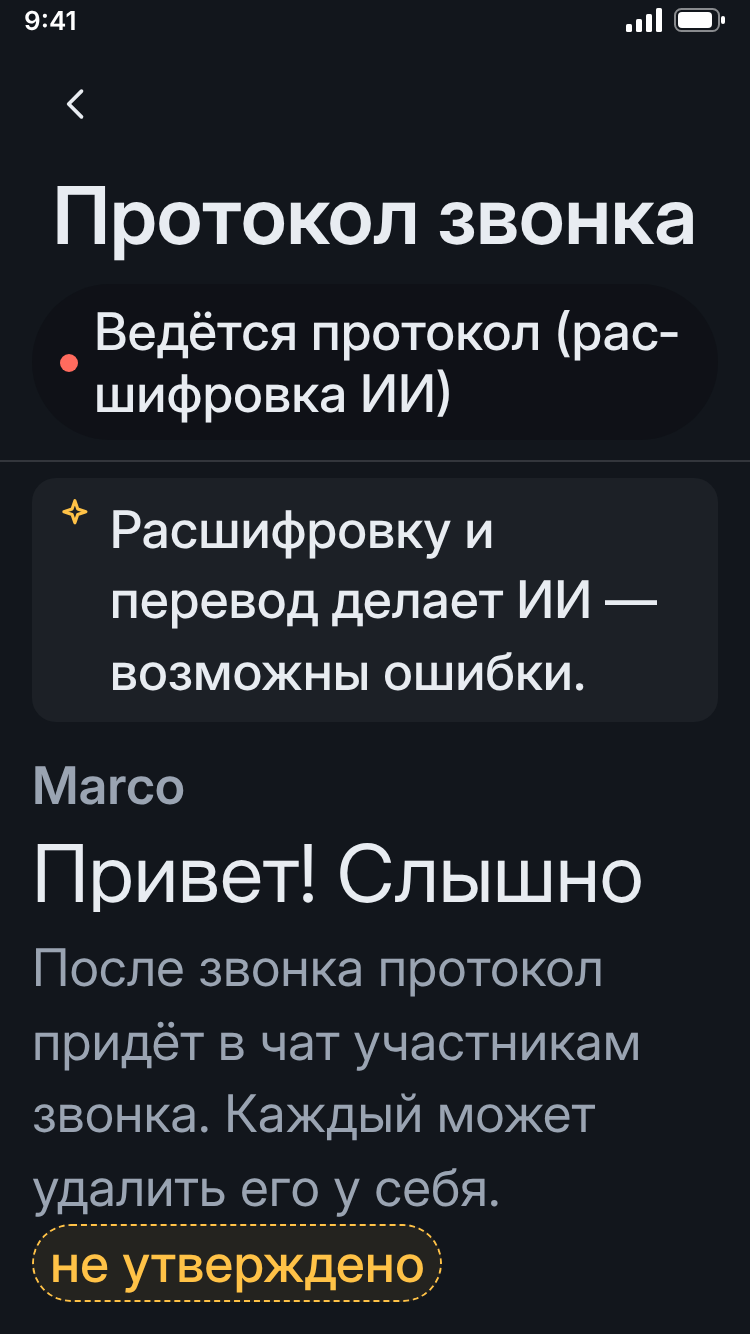 9:41
Протокол звонка
Ведётся протокол (рас-
шифровка ИИ)
Расшифровку и
перевод делает ИИ —
возможны ошибки.
Marco
Привет! Слышно
После звонка протокол
придёт в чат участникам
звонка. Каждый может
удалить его у себя.
не утверждено